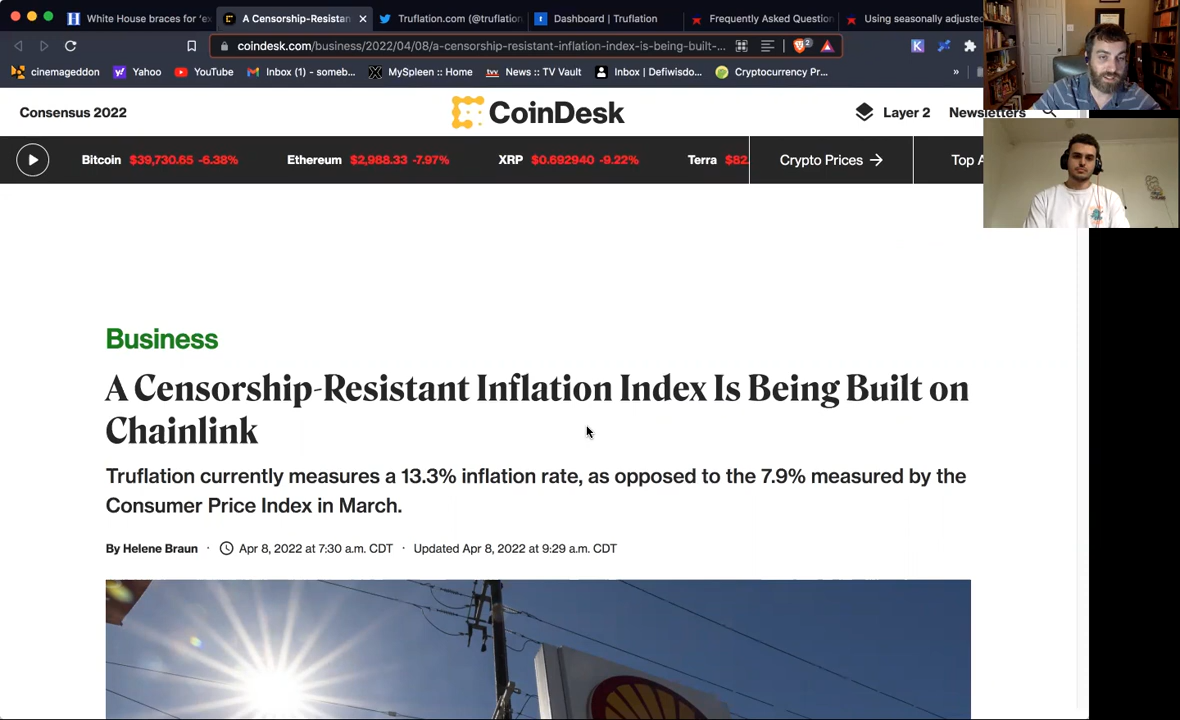 White House braces for 'ex
A Censorship-Resistan
Truflation.com (@truflation
Dashboard | Truflation
Frequently Asked Question
Using seasonally adjusted
coindesk.com/business/2022/04/08/a-censorship-resistant-inflation-index-is-being-built-...
2
K
cinemageddon
Yahoo
YouTube
Inbox (1) - someb...
MySpleen :: Home
News :: TV Vault
Inbox | Defiwisdo...
Cryptocurrency Pr...
»
Consensus 2022
CoinDesk
Layer 2
Newsletters
Bitcoin $39,730.65 -6.38%
Ethereum $2,988.33 -7.97%
XRP $0.692940 -9.22%
Terra $82.
Crypto Prices →
Top A
Business
A Censorship-Resistant Inflation Index Is Being Built on
Chainlink
Truflation currently measures a 13.3% inflation rate, as opposed to the 7.9% measured by the
Consumer Price Index in March.
By Helene Braun · Apr 8, 2022 at 7:30 a.m. CDT · Updated Apr 8, 2022 at 9:29 a.m. CDT